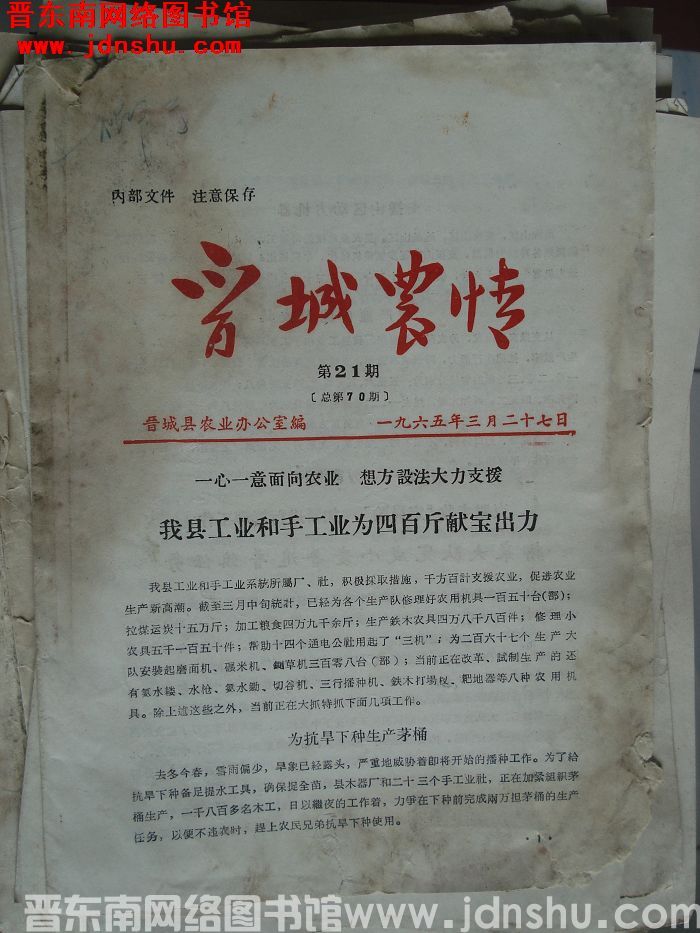 晋东南网络图书馆
http://www.jdnshu.com
内部文件　注意保存
晋城農情
第21期
〔总第70期〕
晋城县农业办公室编　一九六五年三月二十七日
一心一意面向农业　想方設法大力支援
我县工业和手工业为四百斤献宝出力
我县工业和手工业系統所屬厂、社，积极採取措施，千方百計支援农业，促进农业
生产新高潮。截至三月中旬統計，已经为各个生产队修理好农用机具一百五十台(部)；
拉煤运炭十五万斤；加工粮食四万九千余斤；生产鉄木农具四万八千八百件；修理小
农具五千一百五十件；帮助十四个通电公社用起了“三机”；为二百六十七个生产大
队安装起磨面机、碾米机、鍘草机三百零八台(部)；当前正在改革、試制生产的还
有氨水耧、水枪、氨水鋤、切谷机、三行播种机、鉄木打場杈、耙地器等八种农用机
具。除上述这些之外，当前正在大抓特抓下面几項工作。
为抗旱下种生产茅桶
去冬今春，雪雨偏少，旱象已经露头，严重地威胁着即将开始的播种工作。为了给
抗旱下种备足提水工具，确保捉全苗，县木器厂和二十三个手工业社，正在加紧組织茅
桶生产，一千八百多名木工，日以繼夜的工作着，力爭在下种前完成兩万担茅桶的生产
任务，以便不违农时，趕上农民兄弟抗旱下种使用。
·1·
晋东南网络图书馆www.jdnshu.com